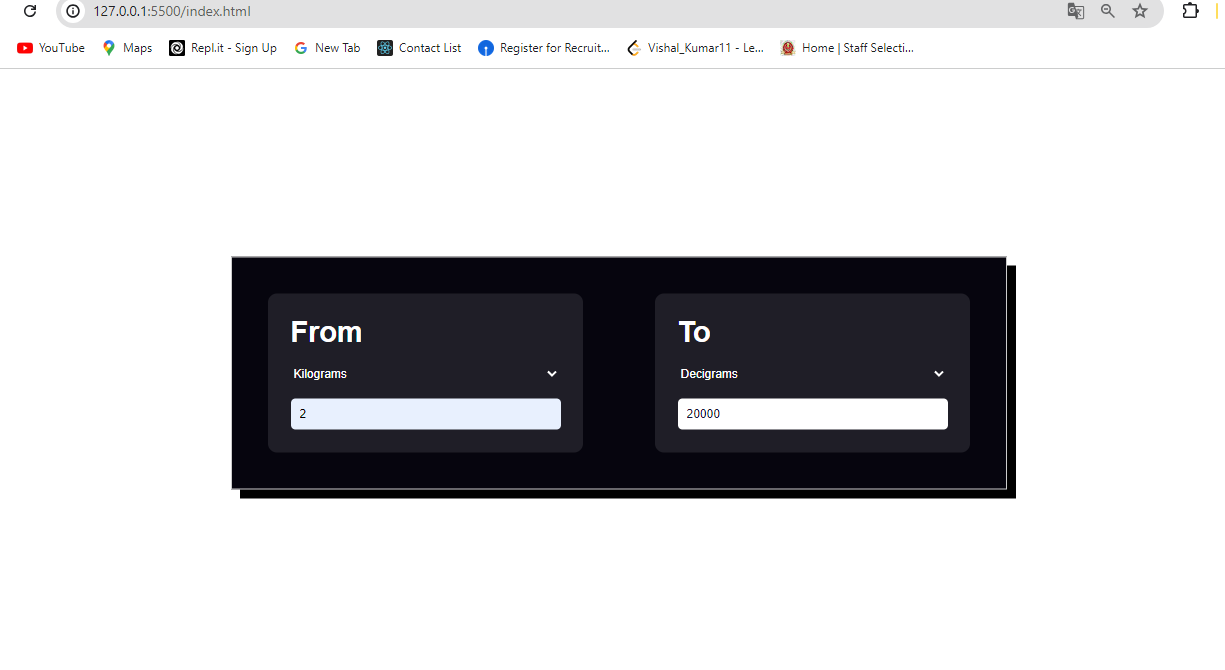 127.0.0.1:5500/index.html
YouTube Maps Repl.it - Sign Up New Tab Contact List Register for Recruit... Vishal_Kumar11 - Le... Home | Staff Selecti...
From To
Kilograms Decigrams
2 20000